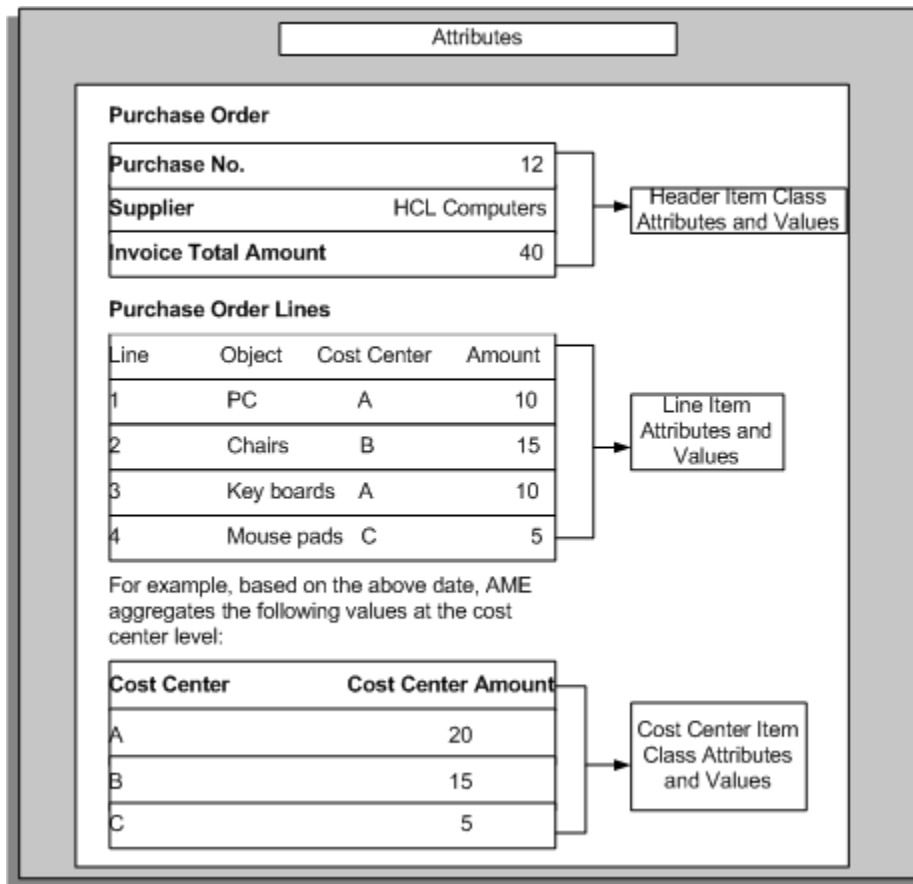 Attributes
Purchase Order
Purchase No. 12
Supplier HCL Computers
Invoice Total Amount 40
Header Item Class
Attributes and Values
Purchase Order Lines
Line Object Cost Center Amount
1 PC A 10
2 Chairs B 15
3 Key boards A 10
4 Mouse pads C 5
Line Item
Attributes and
Values
For example, based on the above date, AME
aggregates the following values at the cost
center level:
Cost Center Cost Center Amount
A 20
B 15
C 5
Cost Center Item
Class Attributes
and Values